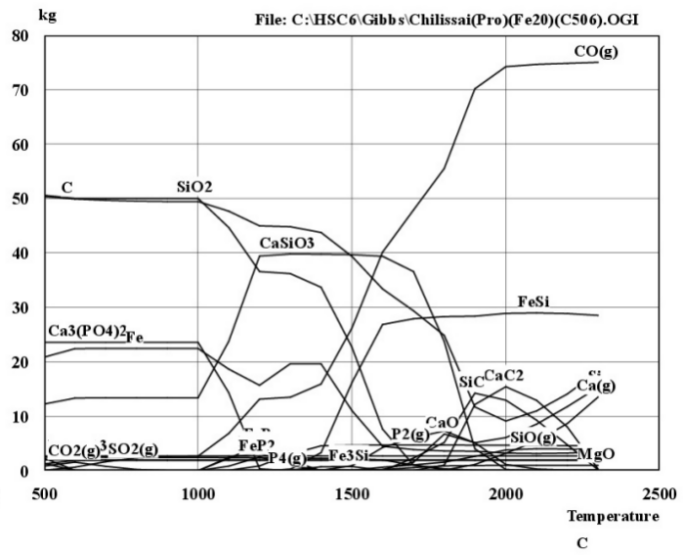 kg
File: C:\HSC6\Gibbs\Chilissai(Pro)(Fe20)(C506).OGI
80
CO(g)
70
60
50
C
SiO2
40
CaSiO3
30
FeSi
Ca3(PO4)2
Fe
20
SiC
CaC2
Ca(g)
10
CaO
P2(g)
SiO(g)
CO2(g)
SO2(g)
FeP2
P4(g)
Fe3Si
MgO
0
500
1000
1500
2000
2500
Temperature
C